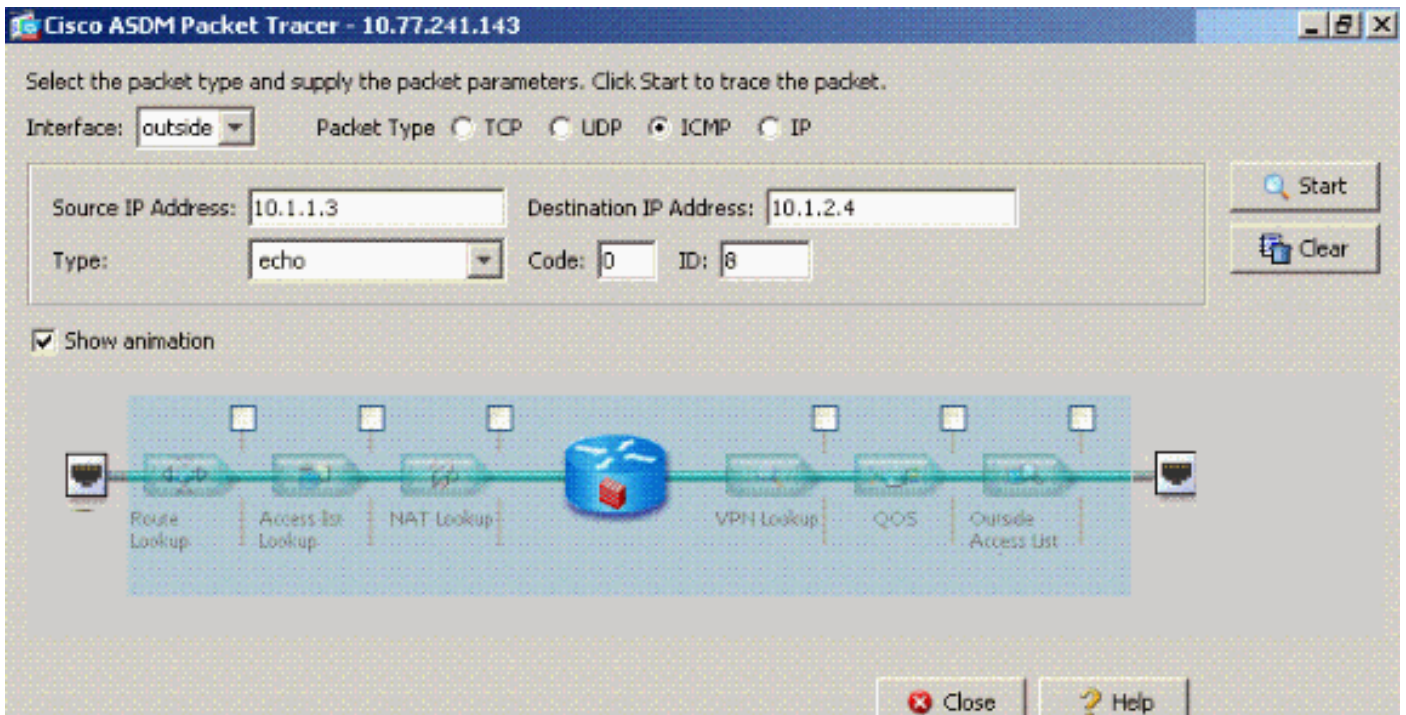 Cisco ASDM Packet Tracer - 10.77.241.143
Select the packet type and supply the packet parameters. Click Start to trace the packet.
Interface: outside Packet Type TCP UDP ICMP IP
Source IP Address: 10.1.1.3 Destination IP Address: 10.1.2.4
Start
Type: echo Code: 0 ID: 8
Clear
Show animation
Route Lookup
Access list Lookup
NAT Lookup
VPN Lookup
QOS
Outside Access List
Close
Help